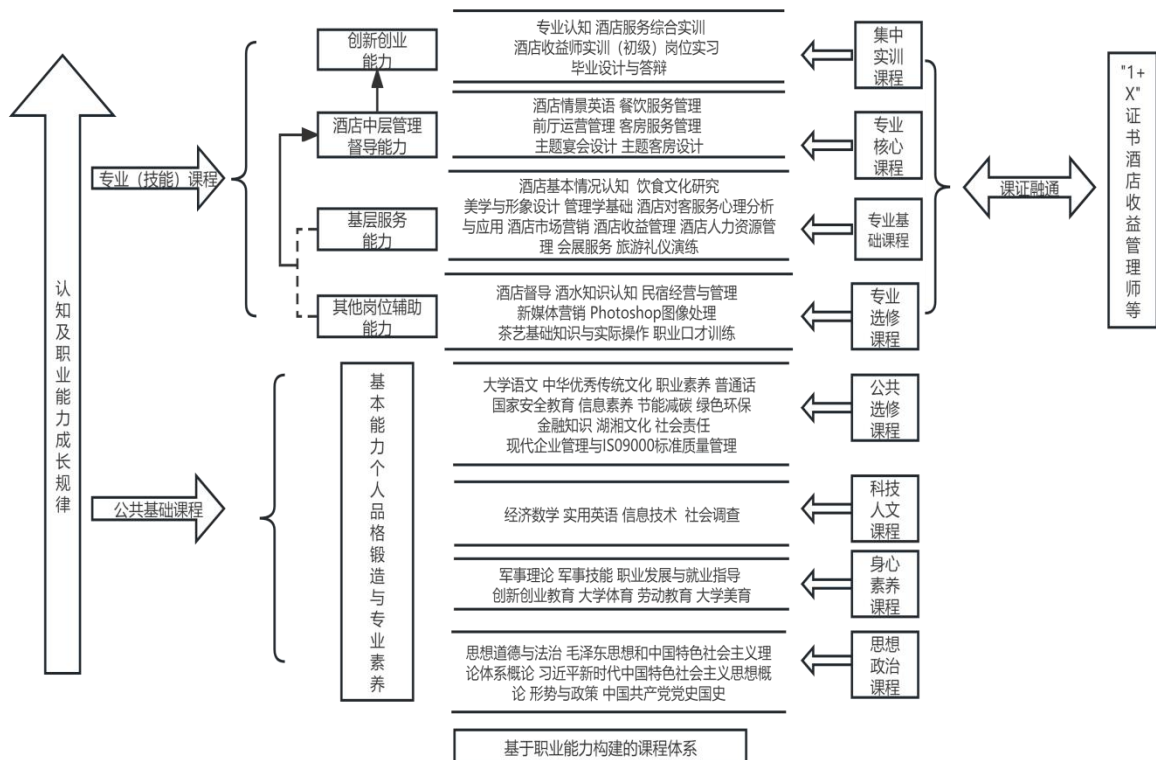 认知及职业能力成长规律
专业（技能）课程
公共基础课程
创新创业
能力
酒店中层管理
督导能力
基层服务
能力
其他岗位辅助
能力
基本能力个人品格锻造与专业素养
专业认知 酒店服务综合实训
酒店收益师实训（初级）岗位实习
毕业设计与答辩
集中
实训
课程
酒店情景英语 餐饮服务管理
前厅运营管理 客房服务管理
主题宴会设计 主题客房设计
专业
核心
课程
酒店基本情况认知 饮食文化研究
美学与形象设计 管理学基础 酒店对客服务心理分析
与应用 酒店市场营销 酒店收益管理 酒店人力资源管
理 会展服务 旅游礼仪演练
专业基
础课程
酒店督导 酒水知识认知 民宿经营与管理
新媒体营销 Photoshop图像处理
茶艺基础知识与实际操作 职业口才训练
专业
选修
课程
大学语文 中华优秀传统文化 职业素养 普通话
国家安全教育 信息素养 节能减碳 绿色环保
金融知识 湖湘文化 社会责任
现代企业管理与IS09000标准质量管理
公共
选修
课程
经济数学 实用英语 信息技术 社会调查
科技
人文
课程
军事理论 军事技能 职业发展与就业指导
创新创业教育 大学体育 劳动教育 大学美育
身心
素养
课程
思想道德与法治 毛泽东思想和中国特色社会主义理
论体系概论 习近平新时代中国特色社会主义思想概
论 形势与政策 中国共产党党史国史
思想
政治
课程
课证融通
"1+
X"
证书酒店收益管理师等
基于职业能力构建的课程体系